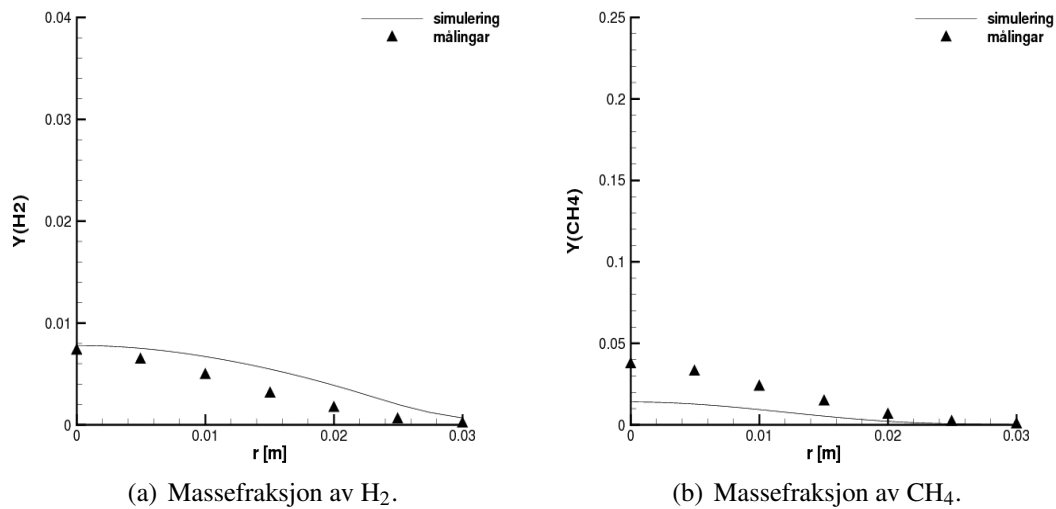 0.04
0.03
0.02
0.01
0
Y(H2)
simulering
målingar
0
0.01
0.02
0.03
r [m]
(a) Massefraksjon av H₂.
0.25
0.2
0.15
0.1
0.05
0
Y(CH4)
simulering
målingar
0
0.01
0.02
0.03
r [m]
(b) Massefraksjon av CH₄.